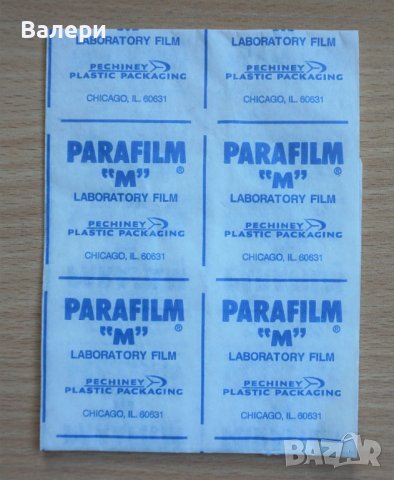 Валери
LABORATORY FILM
LABORATORY FILM
PECHINEY
PECHINEY
PLASTIC PACKAGING
PLASTIC PACKAGING
CHICAGO, IL. 60631
CHICAGO, IL. 60631
PARAFILM
"M" ®
LABORATORY FILM
PECHINEY
PLASTIC PACKAGING
CHICAGO, IL. 60631
PARAFILM
"M" ®
LABORATORY FILM
PECHINEY
PLASTIC PACKAGING
CHICAGO, IL. 60631
PARAFILM
"M" ®
LABORATORY FILM
PECHINEY
PLASTIC PACKAGING
CHICAGO, IL. 60631
PARAFILM
"M" ®
LABORATORY FILM
PECHINEY
PLASTIC PACKAGING
CHICAGO, IL. 60631
BAZAR